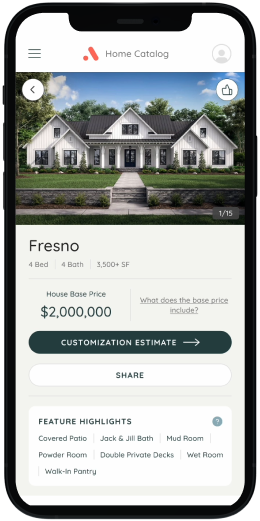 Home Catalog
1/15
Fresno
4 Bed | 4 Bath | 3,500+ SF
House Base Price
$2,000,000
What does the base price
include?
CUSTOMIZATION ESTIMATE
SHARE
FEATURE HIGHLIGHTS ?
Covered Patio | Jack & Jill Bath | Mud Room |
Powder Room | Double Private Decks | Wet Room
| Walk-In Pantry